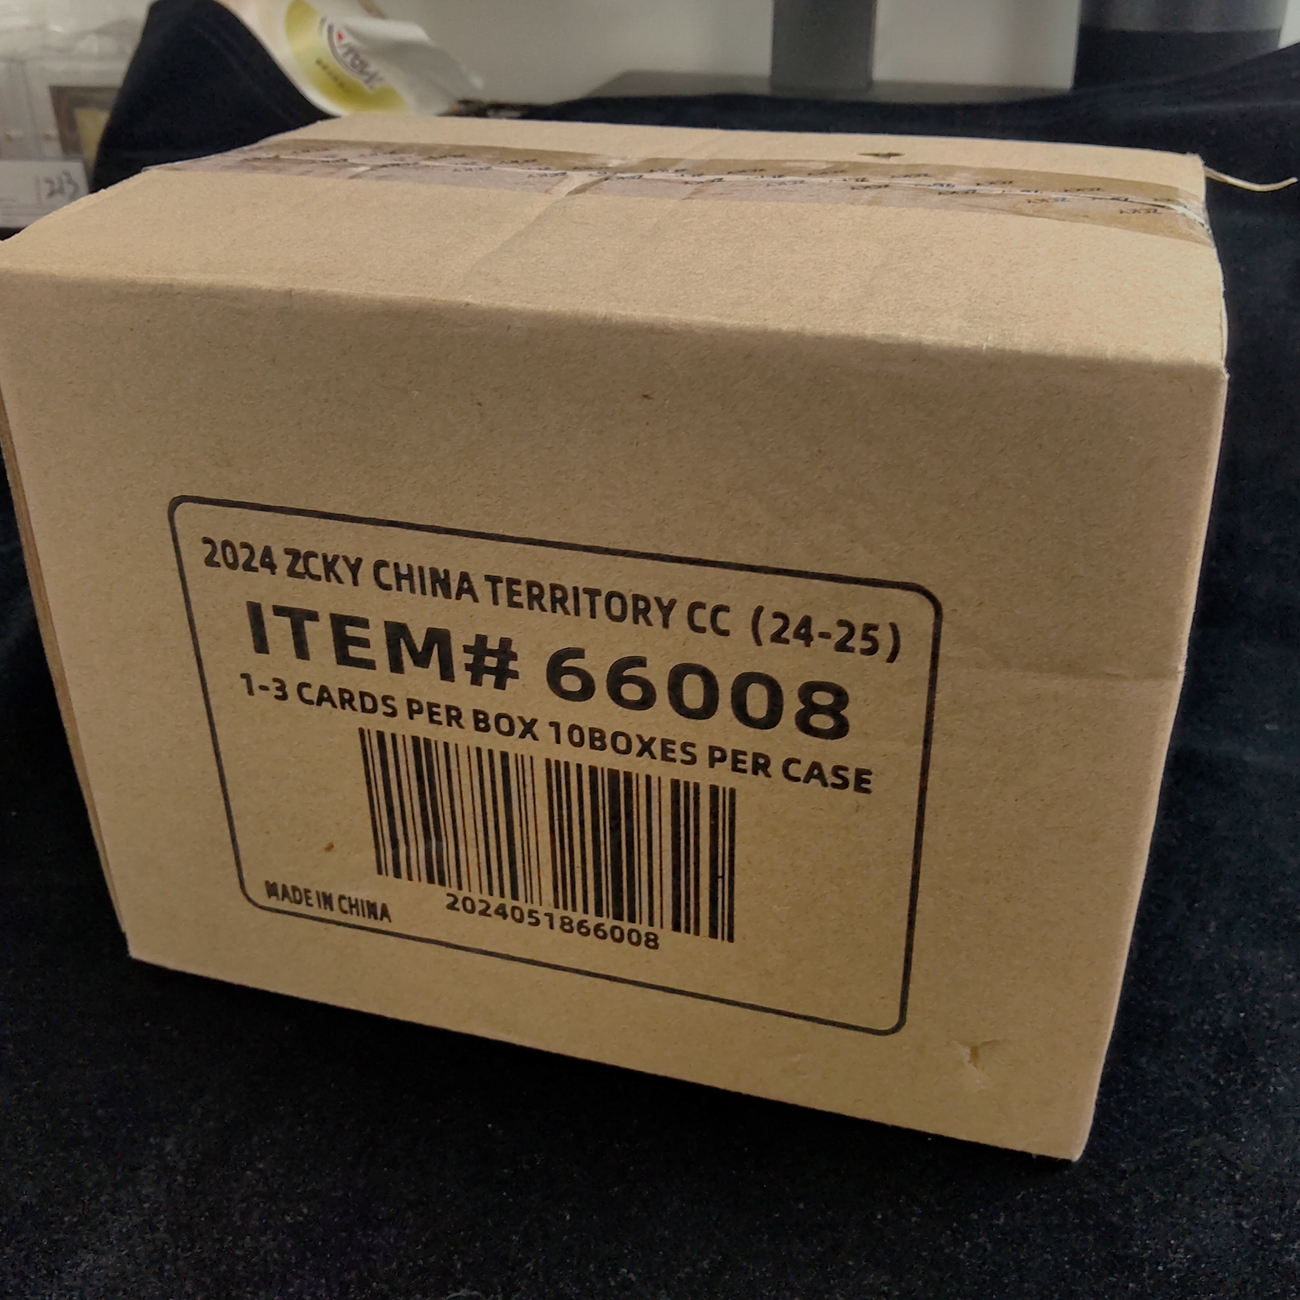 1213
2024 ZCKY CHINA TERRITORY CC (24-25)
ITEM# 66008
1-3 CARDS PER BOX 10BOXES PER CASE
2024051866008
MADE IN CHINA